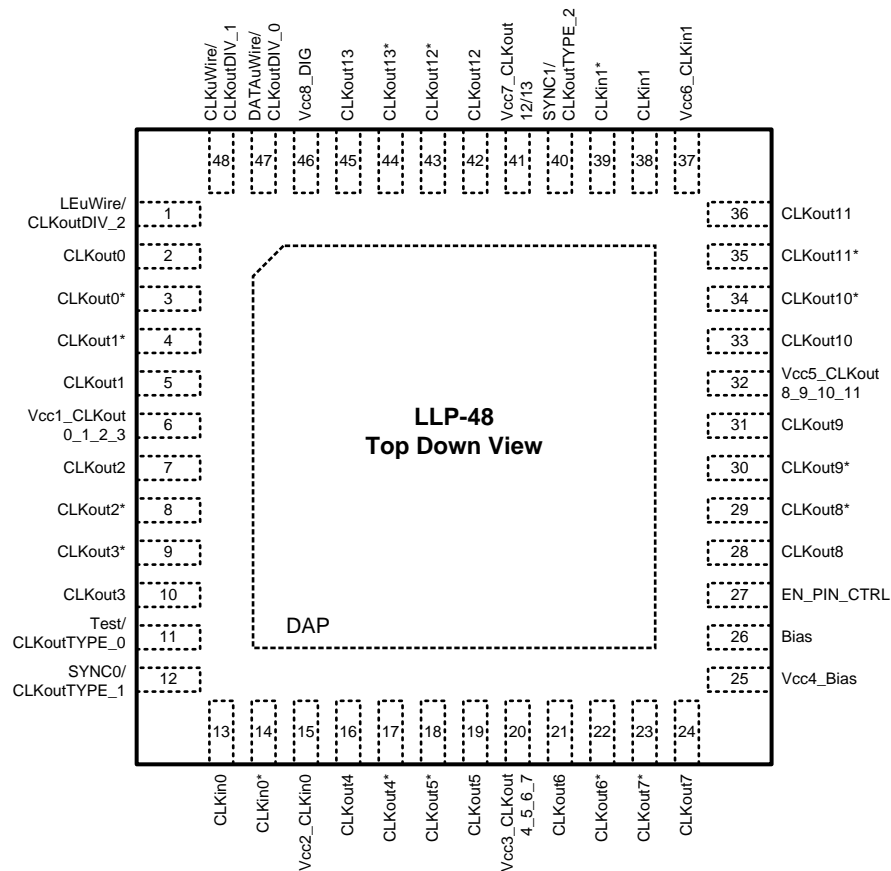 CLKuWire/
CLKoutDIV_1
DATAuWire/
CLKoutDIV_0
Vcc8_DIG
CLKout13
CLKout13*
CLKout12*
CLKout12
Vcc7_CLKout
12/13
SYNC1/
CLKoutTYPE_2
CLKin1*
CLKin1
Vcc6_CLKin1
48
47
46
45
44
43
42
41
40
39
38
37
LEuWire/
CLKoutDIV_2
1
CLKout0
2
CLKout0*
3
CLKout1*
4
CLKout1
5
Vcc1_CLKout
0_1_2_3
6
CLKout2
7
CLKout2*
8
CLKout3*
9
CLKout3
10
Test/
CLKoutTYPE_0
11
SYNC0/
CLKoutTYPE_1
12
LLP-48
Top Down View
DAP
36
CLKout11
35
CLKout11*
34
CLKout10*
33
CLKout10
32
Vcc5_CLKout
8_9_10_11
31
CLKout9
30
CLKout9*
29
CLKout8*
28
CLKout8
27
EN_PIN_CTRL
26
Bias
25
Vcc4_Bias
13
14
15
16
17
18
19
20
21
22
23
24
CLKin0
CLKin0*
Vcc2_CLKin0
CLKout4
CLKout4*
CLKout5*
CLKout5
Vcc3_CLKout
4_5_6_7
CLKout6
CLKout6*
CLKout7*
CLKout7